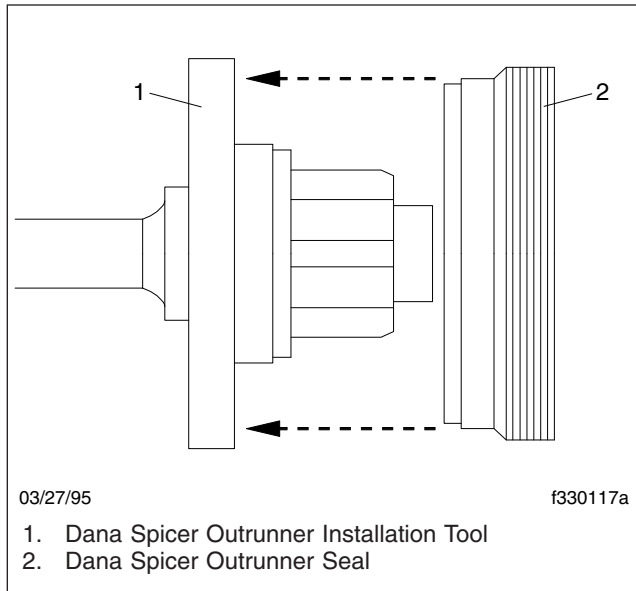 1
2
03/27/95 f330117a
1. Dana Spicer Outrunner Installation Tool
2. Dana Spicer Outrunner Seal